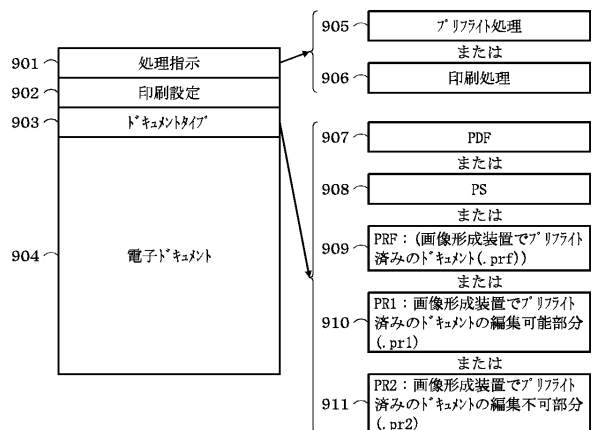 901 処理指示
902 印刷設定
903 ドキュメントタイプ
904 電子ドキュメント
905 プリフライト処理
または
906 印刷処理
907 PDF
または
908 PS
または
909 PRF：(画像形成装置でプリフライト
済みのドキュメント(.prf))
または
910 PR1：画像形成装置でプリフライト
済みのドキュメントの編集可能部分
(.pr1)
または
911 PR2：画像形成装置でプリフライト
済みのドキュメントの編集不可部分
(.pr2)